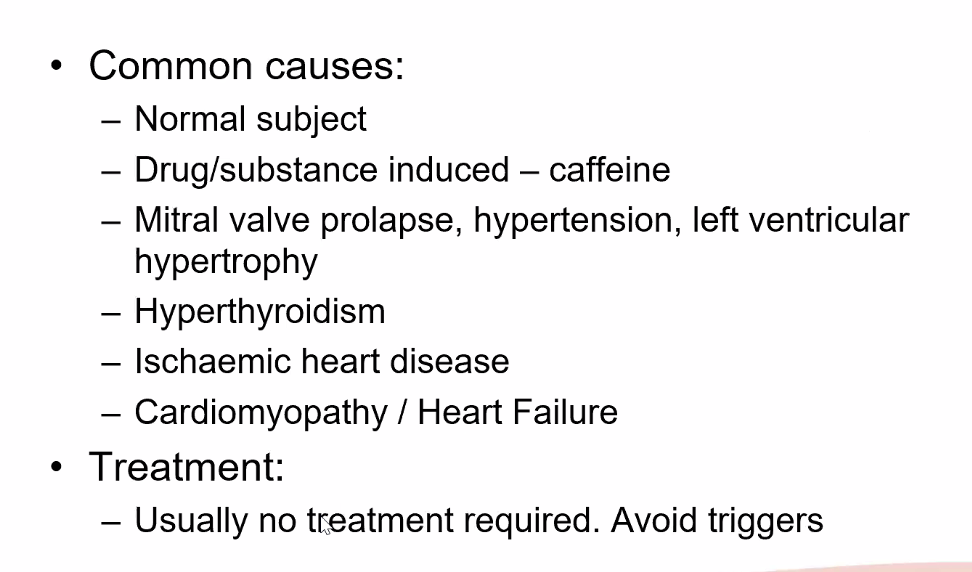 • Common causes:
– Normal subject
– Drug/substance induced – caffeine
– Mitral valve prolapse, hypertension, left ventricular
hypertrophy
– Hyperthyroidism
– Ischaemic heart disease
– Cardiomyopathy / Heart Failure
• Treatment:
– Usually no treatment required. Avoid triggers